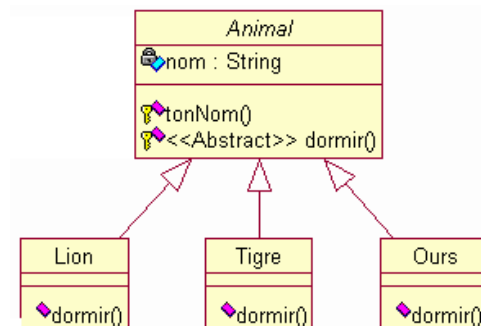 Animal
nom : String
tonNom()
<<Abstract>> dormir()
Lion
Tigre
Ours
dormir()
dormir()
dormir()